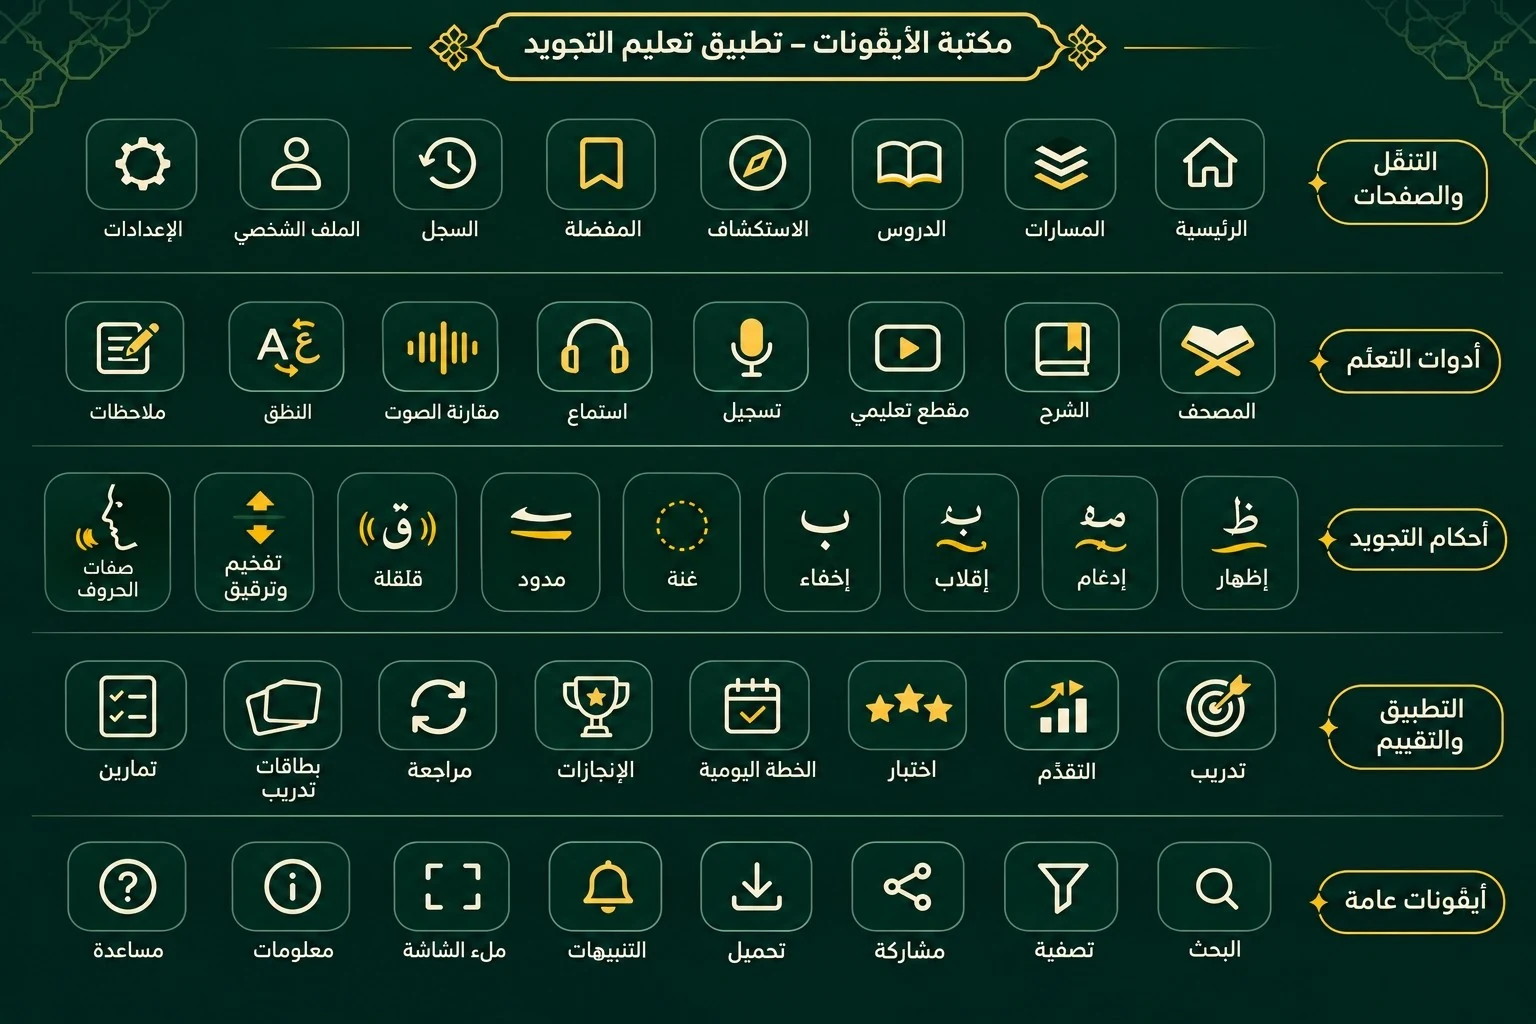 مكتبة الأيقونات – تطبيق تعليم التجويد
التنقَّل
والصفحات
الرئيسية
المسارات
الدروس
الاستكشاف
المفضلة
السجل
الملف الشخصي
الإعدادات
أدوات التعلَّم
المصحف
الشرح
مقطع تعليمي
تسجيل
استماع
مقارنة الصوت
A ع
النظق
ملاحظات
أحكام التجويد
ظ
إظهار
مه
إدغام
ب
إقلاب
ب
إخفاء
غنة
مدود
ق
قلقلة
تفخيم
وترقيق
صفات
الحروف
التطبيق
والتقييم
تدريب
التقدَّم
اختبار
الخطة اليومية
الإنجازات
مراجعة
بطاقات
تدريب
تمارين
أيقونات عامة
البحث
تصفية
مشاركة
تحميل
التنبيهات
ملء الشاشة
i
معلومات
?
مساعدة